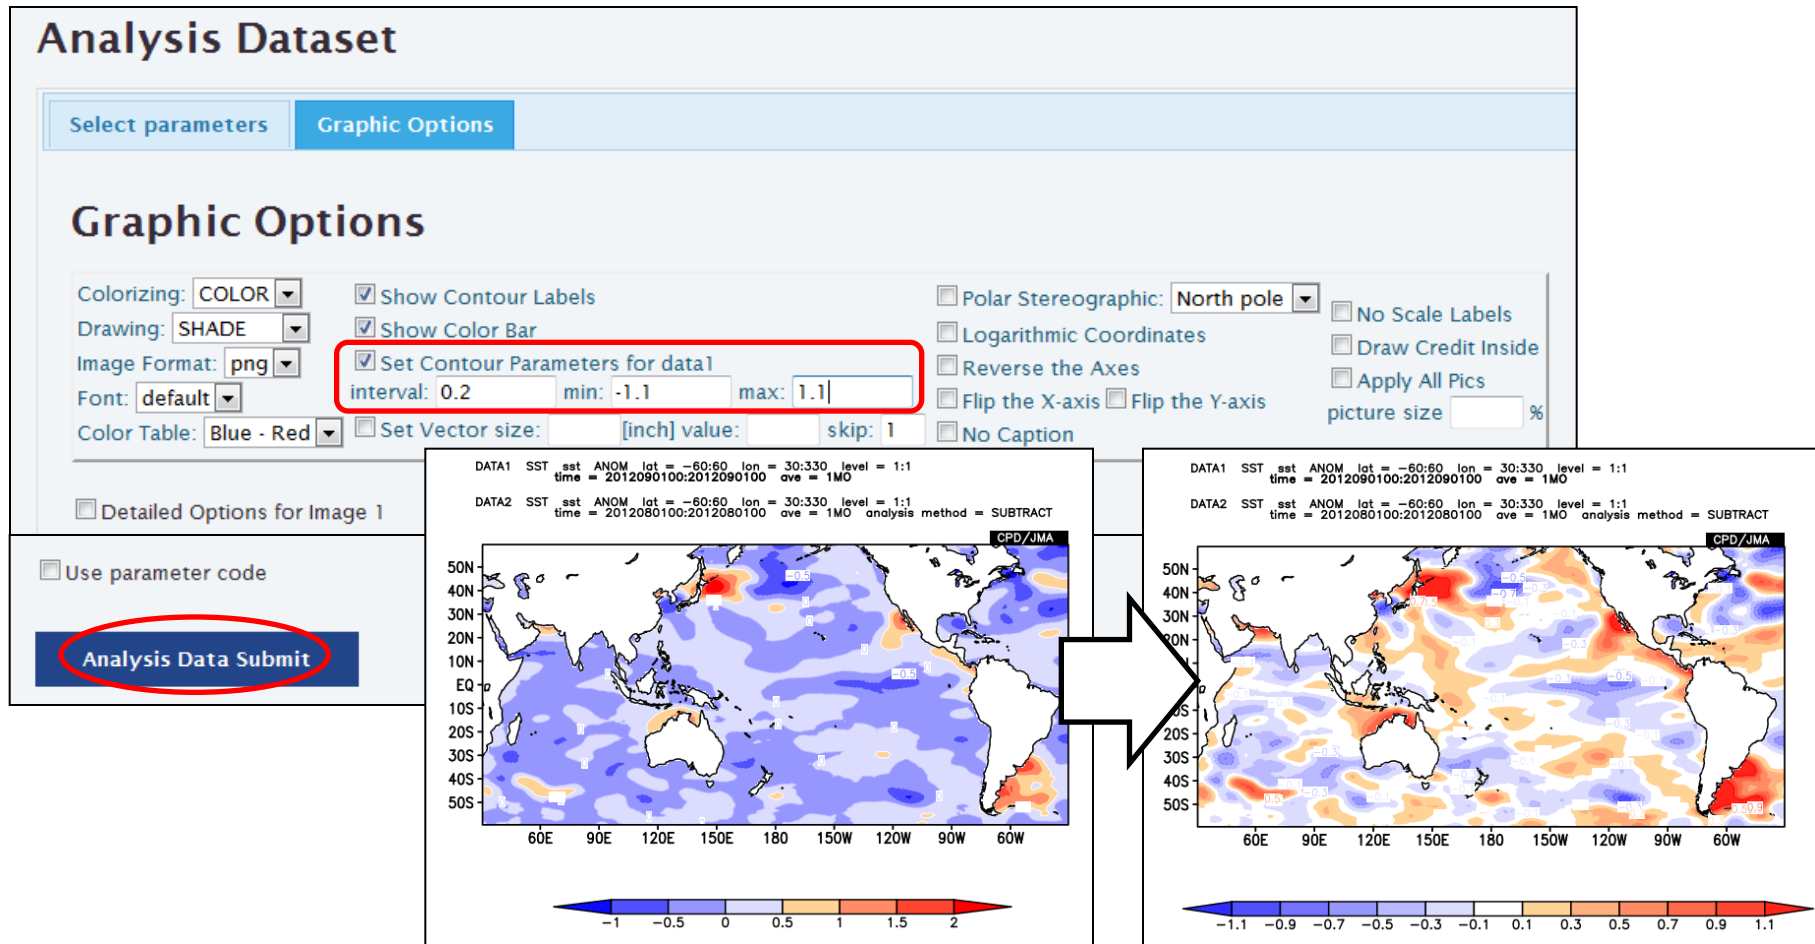 Analysis Dataset
Select parameters Graphic Options
Graphic Options
Colorizing: COLOR
Drawing: SHADE
Image Format: png
Font: default
Color Table: Blue - Red
Show Contour Labels
Show Color Bar
Set Contour Parameters for data1
interval: 0.2 min: -1.1 max: 1.1
Set Vector size: [inch] value: skip: 1
Polar Stereographic: North pole
Logarithmic Coordinates
Reverse the Axes
Flip the X-axis Flip the Y-axis
No Caption
No Scale Labels
Draw Credit Inside
Apply All Pics
picture size %
Detailed Options for Image 1
Use parameter code
Analysis Data Submit
DATA1 SST sst ANOM lat = -60:60 lon = 30:330 level = 1:1
time = 2012090100:2012090100 ave = 1MO
DATA2 SST sst ANOM lat = -60:60 lon = 30:330 level = 1:1
time = 2012080100:2012080100 ave = 1MO analysis method = SUBTRACT
CPD/JMA
50N
40N
30N
20N
10N
EQ
10S
20S
30S
40S
50S
60E 90E 120E 150E 180 150W 120W 90W 60W
-1 -0.5 0 0.5 1 1.5 2
DATA1 SST sst ANOM lat = -60:60 lon = 30:330 level = 1:1
time = 2012090100:2012090100 ave = 1MO
DATA2 SST sst ANOM lat = -60:60 lon = 30:330 level = 1:1
time = 2012080100:2012080100 ave = 1MO analysis method = SUBTRACT
CPD/JMA
50N
40N
30N
20N
10N
20S
30S
40S
50S
60E 90E 120E 150E 180 150W 120W 90W 60W
-1.1 -0.9 -0.7 -0.5 -0.3 -0.1 0.1 0.3 0.5 0.7 0.9 1.1